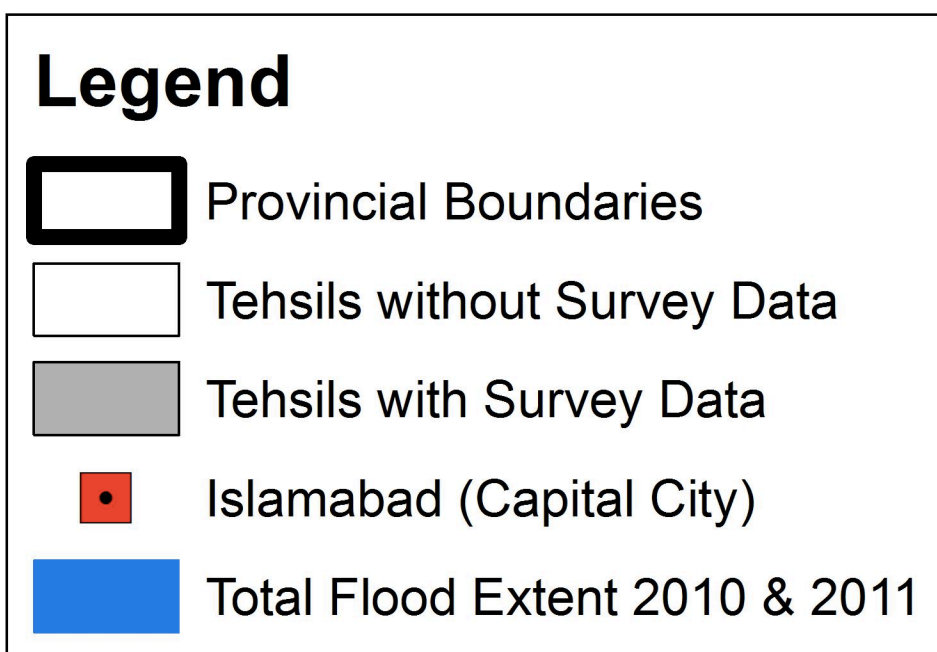 Legend
Provincial Boundaries
Tehsils without Survey Data
Tehsils with Survey Data
Islamabad (Capital City)
Total Flood Extent 2010 & 2011